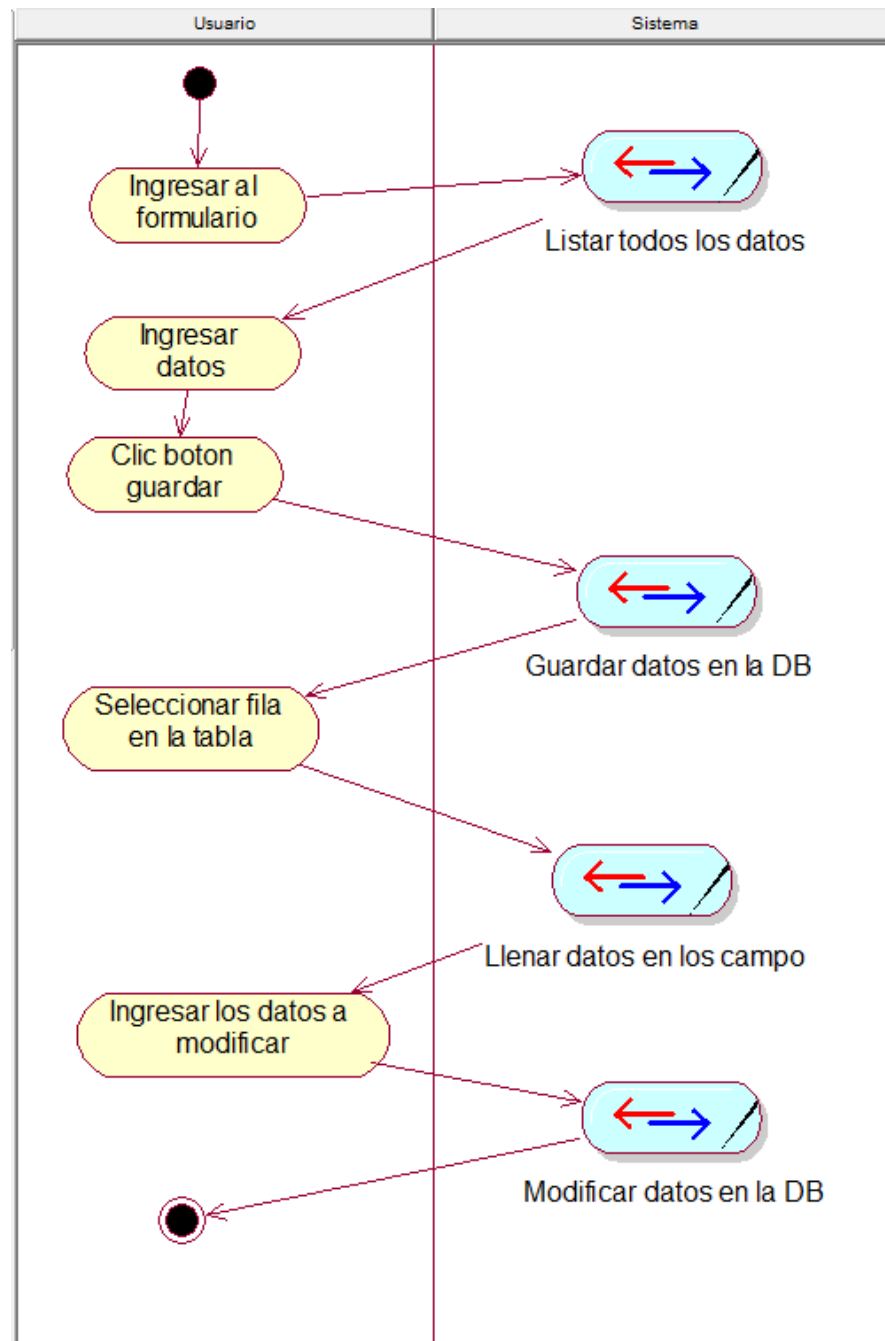 Usuario
Sistema
Ingresar al
formulario
Listar todos los datos
Ingresar
datos
Clic boton
guardar
Guardar datos en la DB
Seleccionar fila
en la tabla
Llenar datos en los campo
Ingresar los datos a
modificar
Modificar datos en la DB